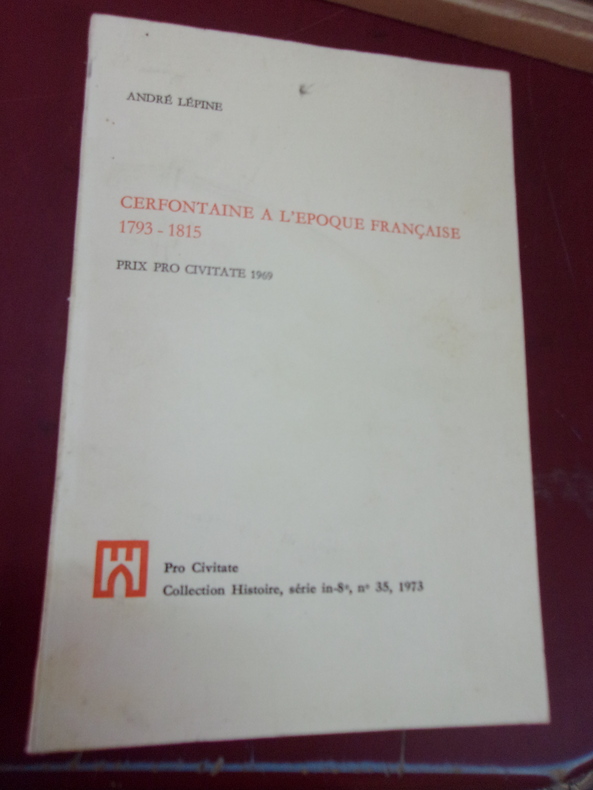 ANDRÉ LÉPINE
CERFONTAINE A L'EPOQUE FRANÇAISE
1793 - 1815
PRIX PRO CIVITATE 1969
Pro Civitate
Collection Histoire, série in-8°, n° 35, 1973